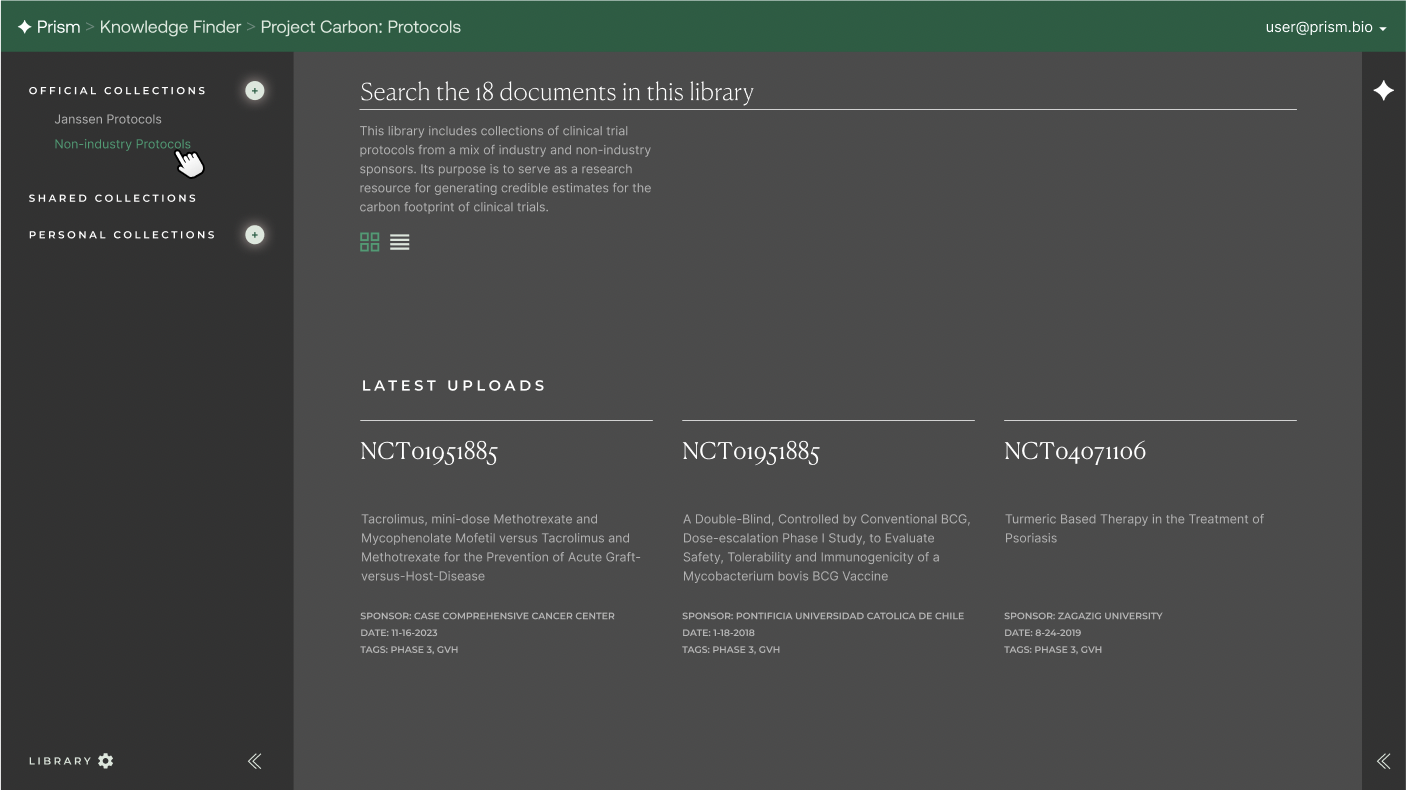 Prism > Knowledge Finder > Project Carbon: Protocols
user@prism.bio
OFFICIAL COLLECTIONS
Janssen Protocols
Non-industry Protocols
SHARED COLLECTIONS
PERSONAL COLLECTIONS
LIBRARY
Search the 18 documents in this library
This library includes collections of clinical trial
protocols from a mix of industry and non-industry
sponsors. Its purpose is to serve as a research
resource for generating credible estimates for the
carbon footprint of clinical trials.
LATEST UPLOADS
NCT01951885
Tacrolimus, mini-dose Methotrexate and
Mycophenolate Mofetil versus Tacrolimus and
Methotrexate for the Prevention of Acute Graft-
versus-Host-Disease
SPONSOR: CASE COMPREHENSIVE CANCER CENTER
DATE: 11-16-2023
TAGS: PHASE 3, GVH
NCT01951885
A Double-Blind, Controlled by Conventional BCG,
Dose-escalation Phase I Study, to Evaluate
Safety, Tolerability and Immunogenicity of a
Mycobacterium bovis BCG Vaccine
SPONSOR: PONTIFICIA UNIVERSIDAD CATOLICA DE CHILE
DATE: 1-18-2018
TAGS: PHASE 3, GVH
NCT04071106
Turmeric Based Therapy in the Treatment of
Psoriasis
SPONSOR: ZAGAZIG UNIVERSITY
DATE: 8-24-2019
TAGS: PHASE 3, GVH